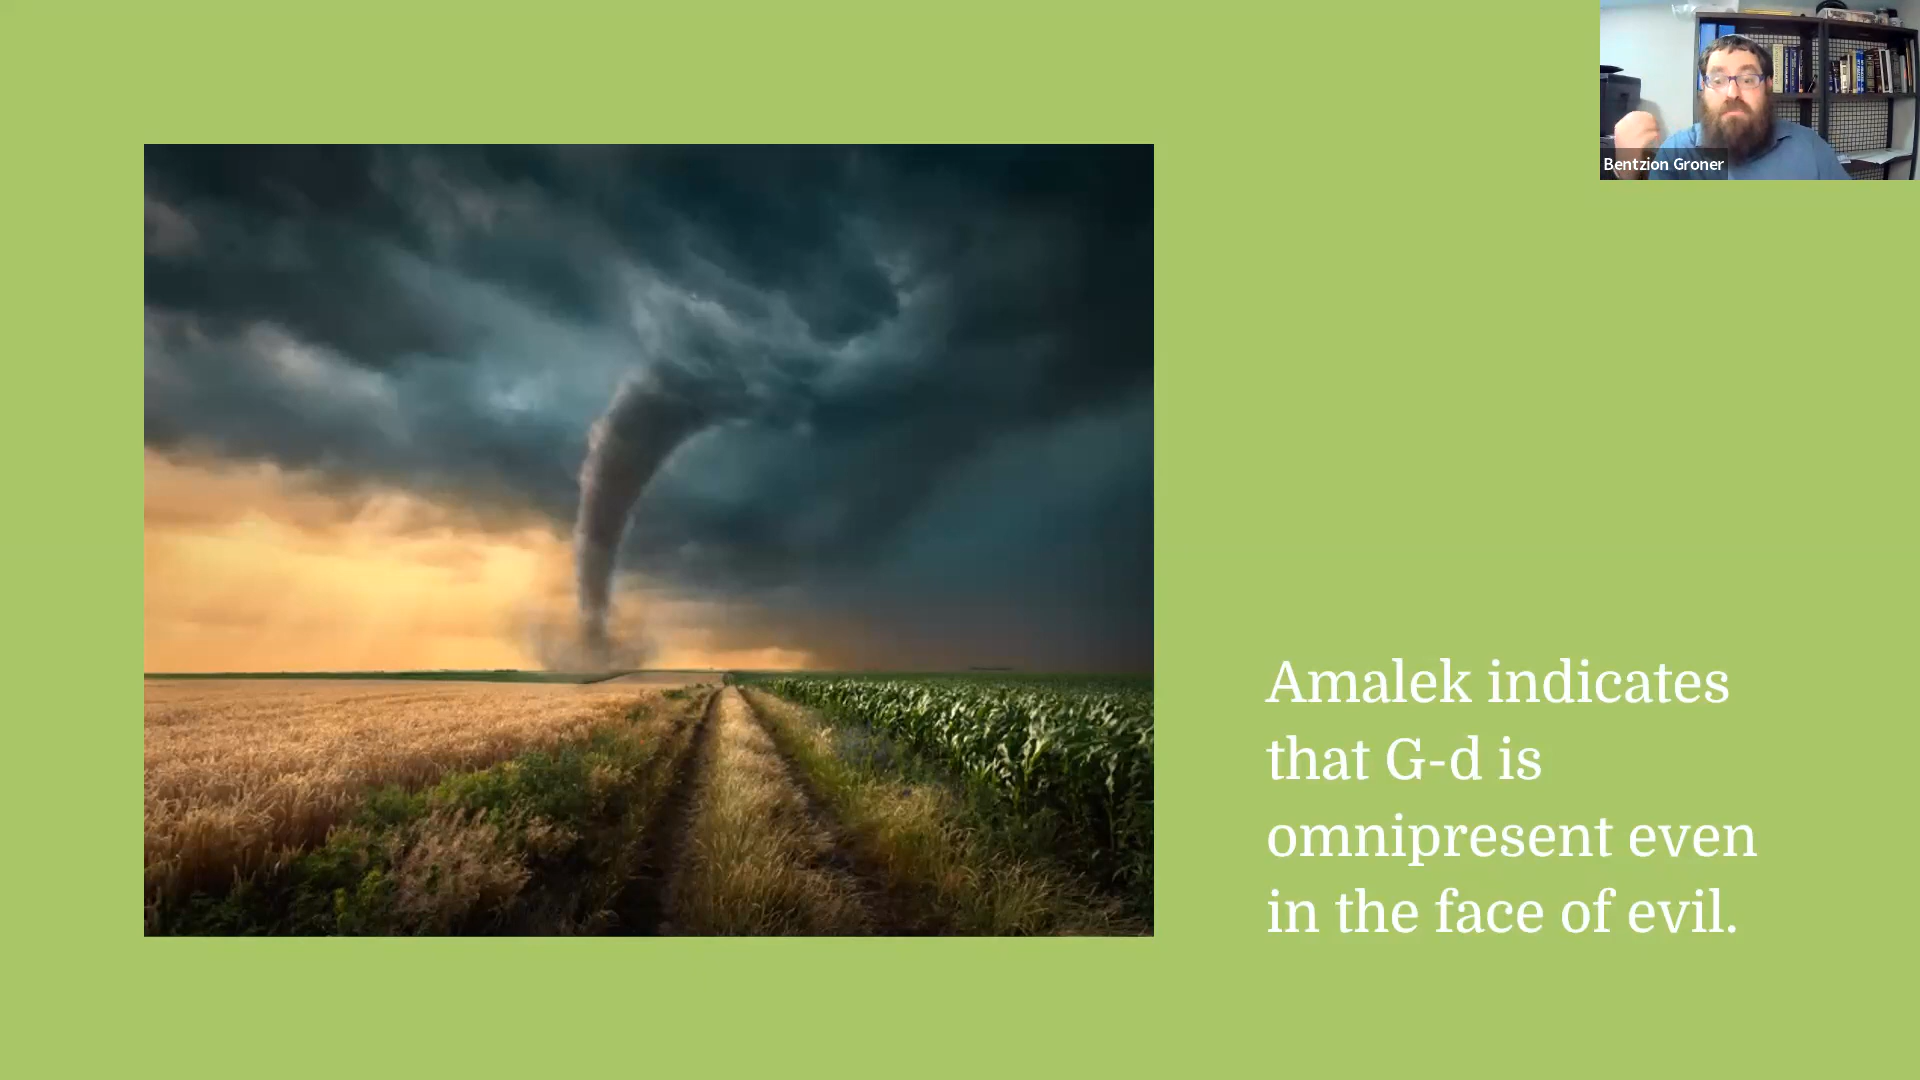 Bentzion Groner
Amalek indicates
that G-d is
omnipresent even
in the face of evil.